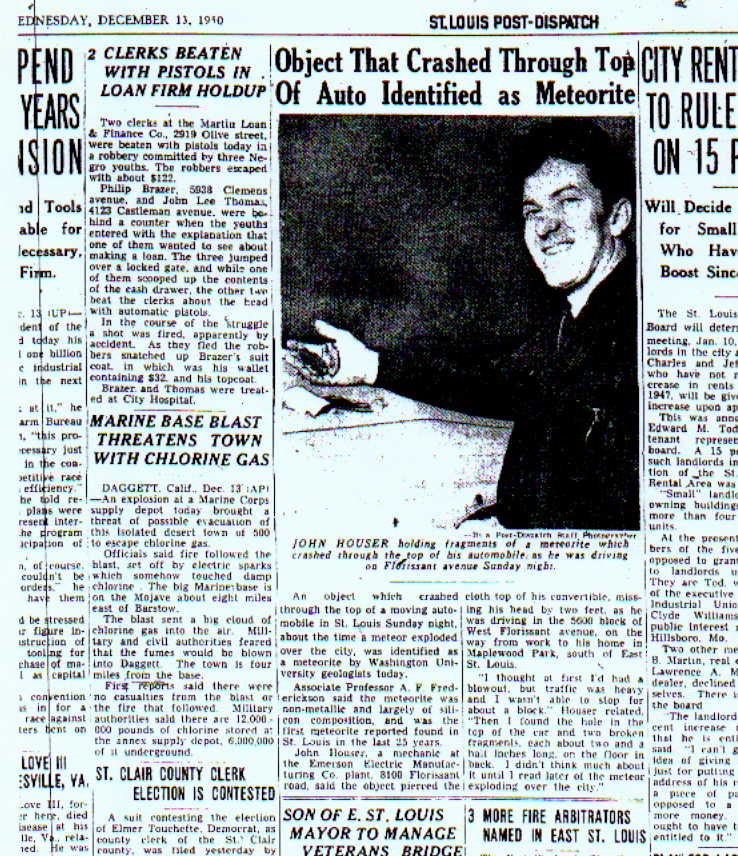 EDNESDAY, DECEMBER 13, 1950
ST. LOUIS POST-DISPATCH
PEND
YEARS
NSION
nd Tools
able for
Necessary,
Firm.
c. 13 (UP)—
dent of the
d today his
l one billion
c industrial
in the next
at it," he
arm Bureau
n, "this pro-
cessary just
in the con-
petitive race
efficiency."
he told re-
plans were
resent inter-
he program
icipation of
n, of course,
couldn't be
orders," he
have them
d be stressed
r figure in-
struction of
tooling for
chase of ma-
l as capital
convention
s in for a
race against
ters bent on
LOVE III
ESVILLE, VA.
Love III, for-
er here, died
isease at his
lle, Va., rela-
ned. He was
2 CLERKS BEATEN
WITH PISTOLS IN
LOAN FIRM HOLDUP
Two clerks at the Martin Loan
& Finance Co., 2919 Olive street,
were beaten with pistols today in
a robbery committed by three Ne-
gro youths. The robbers escaped
with about $122.
Philip Brazer, 5938 Clemens
avenue, and John Lee Thomas,
4123 Castleman avenue, were be-
hind a counter when the youths
entered with the explanation that
one of them wanted to see about
making a loan. The three jumped
over a locked gate, and while one
of them scooped up the contents
of the cash drawer, the other two
beat the clerks about the head
with automatic pistols.
In the course of the struggle
a shot was fired, apparently by
accident. As they fled the rob-
bers snatched up Brazer's suit
coat, in which was his wallet
containing $32, and his topcoat.
Brazer and Thomas were treat-
ed at City Hospital.
MARINE BASE BLAST
THREATENS TOWN
WITH CHLORINE GAS
DAGGETT, Calif., Dec. 13 (AP)
—An explosion at a Marine Corps
supply depot today brought a
threat of possible evacuation of
this isolated desert town of 500
to escape chlorine gas.
Officials said fire followed the
blast, set off by electric sparks
which somehow touched damp
chlorine. The big Marine base is
on the Mojave about eight miles
east of Barstow.
The blast sent a big cloud of
chlorine gas into the air. Mili-
tary and civil authorities feared
that the fumes would be blown
into Daggett. The town is four
miles from the base.
First reports said there were
no casualties from the blast or
the fire that followed. Military
authorities said there are 12,000,-
000 pounds of chlorine stored at
the annex supply depot, 6,000,000
of it underground.
ST. CLAIR COUNTY CLERK
ELECTION IS CONTESTED
A suit contesting the election
of Elmer Touchette, Democrat, as
county clerk of the St. Clair
county, was filed yesterday by
Object That Crashed Through Top
Of Auto Identified as Meteorite
—By a Post-Dispatch Staff Photographer
JOHN HOUSER holding fragments of a meteorite which
crashed through the top of his automobile as he was driving
on Florissant avenue Sunday night.
An object which crashed
through the top of a moving auto-
mobile in St. Louis Sunday night,
about the time a meteor exploded
over the city, was identified as
a meteorite by Washington Uni-
versity geologists today.
Associate Professor A. F. Fred-
erickson said the meteorite was
non-metallic and largely of sili-
con composition, and was the
first meteorite reported found in
St. Louis in the last 25 years.
John Houser, a mechanic at
the Emerson Electric Manufac-
turing Co. plant, 8100 Florissant
road, said the object pierced the
cloth top of his convertible, miss-
ing his head by two feet, as he
was driving in the 5600 block of
West Florissant avenue, on the
way from work to his home in
Maplewood Park, south of East
St. Louis.
"I thought at first I'd had a
blowout, but traffic was heavy
and I wasn't able to stop for
about a block," Houser related.
"Then I found the hole in the
top of the car and two broken
fragments, each about two and a
half inches long, on the floor in
back. I didn't think much about
it until I read later of the meteor
exploding over the city."
SON OF E. ST. LOUIS
MAYOR TO MANAGE
VETERANS BRIDGE
3 MORE FIRE ARBITRATORS
NAMED IN EAST ST. LOUIS
CITY RENT
TO RULE
ON 15 P
Will Decide
for Small
Who Hav
Boost Sinc
The St. Louis
Board will deter
meeting, Jan. 10,
lords in the city a
Charles and Jef
who have not r
crease in rents
1947, will be giv
increase upon ap
This was anno
Edward M. Tod
tenant represen
board. A 15 pe
such landlords in
tion of the St.
Rental Area was
"Small" landlo
owning building
more than four
units.
At the present
bers of the five
opposed to grant
to landlords u
They are Tod, v
of the executive
Industrial Unio
Clyde Williams
public interest r
Hillsboro, Mo.
Two other me
B. Martin, real e
Lawrence A. M
dealer, declined
selves. There is
the board
"The landlord
cent increase i
that he is enti
said. "I can't g
idea of giving
just for putting
address of his r
a piece of pa
opposed to a
more money.
ought to have t
entitled to it."